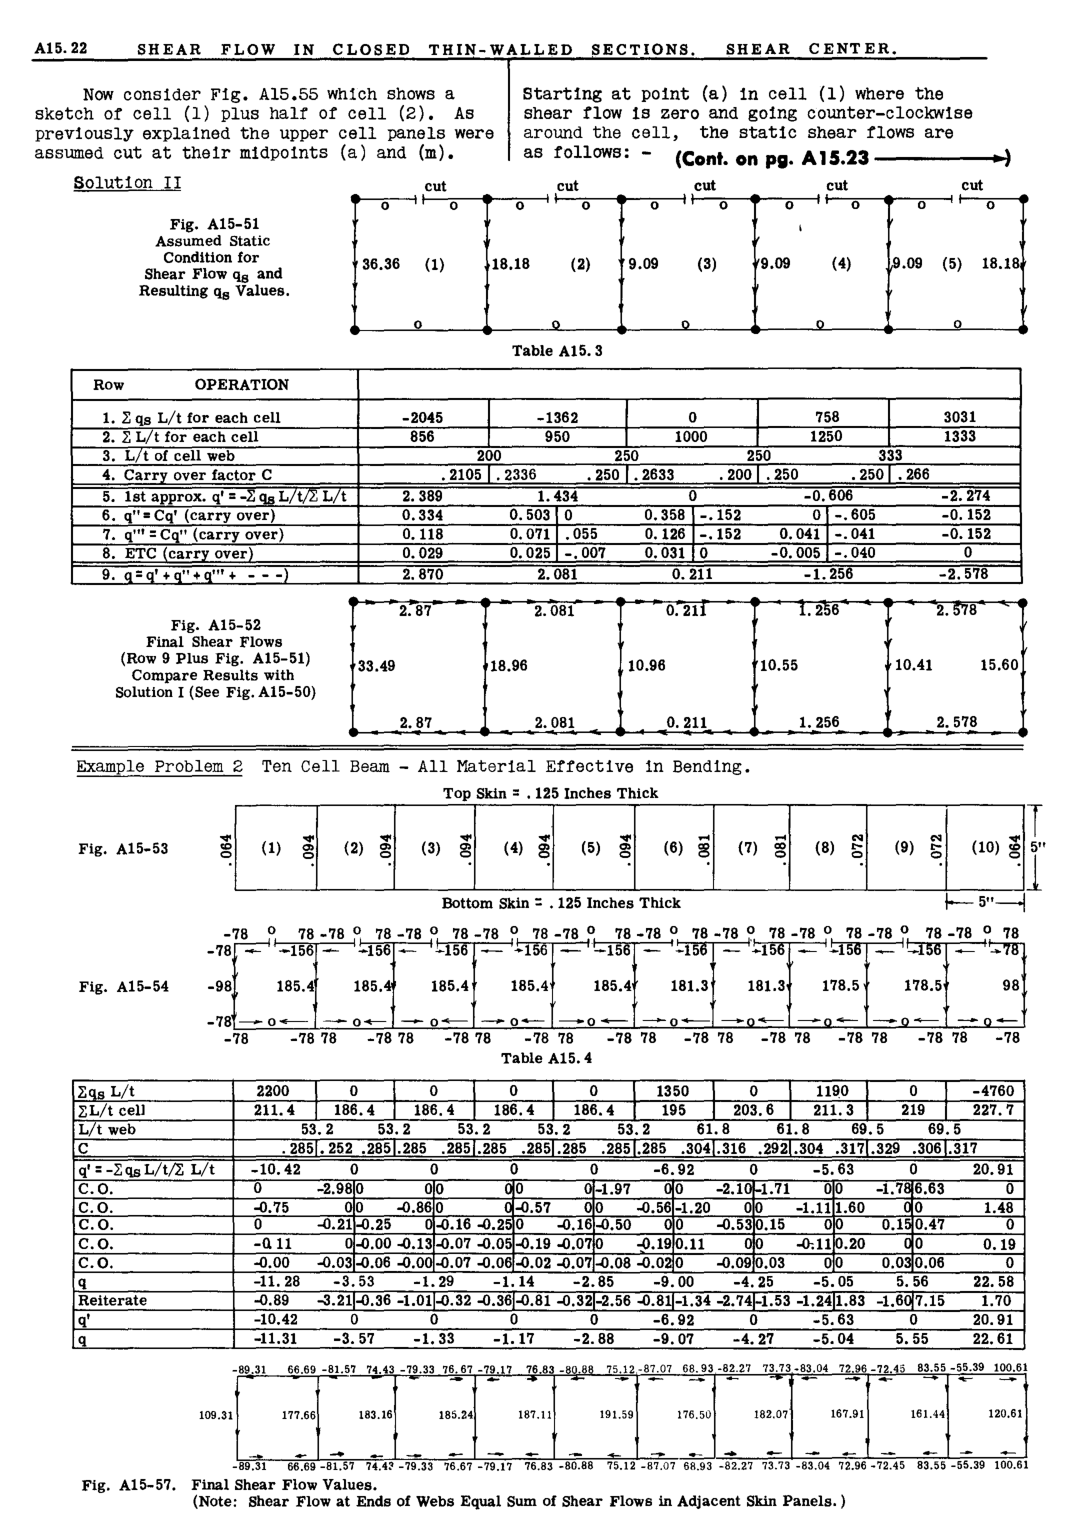 A15.22 SHEAR FLOW IN CLOSED THIN-WALLED SECTIONS. SHEAR CENTER.
Now consider Fig. A15.55 which shows a
sketch of cell (1) plus half of cell (2). As
previously explained the upper cell panels were
assumed cut at their midpoints (a) and (m).
Starting at point (a) in cell (1) where the
shear flow is zero and going counter-clockwise
around the cell, the static shear flows are
as follows: - (Cont. on pg. A15.23
Solution II
cut cut cut cut cut
o o o o o o o o o o
Fig. A15-51
Assumed Static
Condition for
Shear Flow qs and
Resulting qs Values.
36.36 (1) 18.18 (2) 9.09 (3) 9.09 (4) 9.09 (5) 18.18
o o o o o
Table A15.3
Row OPERATION
1. Σ qs L/t for each cell -2045 -1362 0 758 3031
2. Σ L/t for each cell 856 950 1000 1250 1333
3. L/t of cell web 200 250 250 333
4. Carry over factor C .2105 .2336 .250 .2633 .200 .250 .250 .266
5. 1st approx. q' = -Σ qs L/t/Σ L/t 2.389 1.434 0 -0.606 -2.274
6. q'' = Cq' (carry over) 0.334 0.503 0 0.358 -.152 0 -.605 -0.152
7. q''' = Cq'' (carry over) 0.118 0.071 .055 0.126 -.152 0.041 -.041 -0.152
8. ETC (carry over) 0.029 0.025 -.007 0.031 0 -0.005 -.040 0
9. q = q' + q'' + q''' + - - -) 2.870 2.081 0.211 -1.256 -2.578
2.87 2.081 0.211 1.256 2.578
Fig. A15-52
Final Shear Flows
(Row 9 Plus Fig. A15-51)
Compare Results with
Solution I (See Fig. A15-50)
33.49 18.96 10.96 10.55 10.41 15.60
2.87 2.081 0.211 1.256 2.578
Example Problem 2 Ten Cell Beam - All Material Effective in Bending.
Top Skin = .125 Inches Thick
Fig. A15-53 .064 (1) .094 (2) .094 (3) .094 (4) .094 (5) .094 (6) .081 (7) .081 (8) .072 (9) .072 (10) .064 5"
Bottom Skin = .125 Inches Thick 5"
-78 o 78 -78 o 78 -78 o 78 -78 o 78 -78 o 78 -78 o 78 -78 o 78 -78 o 78 -78 o 78 -78 o 78
-78 -156 -156 -156 -156 -156 -156 -156 -156 -156 -78
Fig. A15-54 -98 185.4 185.4 185.4 185.4 185.4 181.3 181.3 178.5 178.5 98
-78 o o o o o o o o o o
-78 -78 78 -78 78 -78 78 -78 78 -78 78 -78 78 -78 78 -78 78 -78 78 -78
Table A15.4
Σqs L/t 2200 0 0 0 0 1350 0 1190 0 -4760
ΣL/t cell 211.4 186.4 186.4 186.4 186.4 195 203.6 211.3 219 227.7
L/t web 53.2 53.2 53.2 53.2 53.2 61.8 61.8 69.5 69.5
C .285 .252 .285 .285 .285 .285 .285 .285 .285 .285 .304 .316 .292 .304 .317 .329 .306 .317
q' = -Σqs L/t/Σ L/t -10.42 0 0 0 0 -6.92 0 -5.63 0 20.91
C.O. 0 -2.98 0 0 0 0 0 0 -1.97 0 0 -2.10 -1.71 0 0 -1.78 6.63 0
C.O. -0.75 0 0 -0.86 0 0 -0.57 0 0 -0.56 -1.20 0 0 -1.11 1.60 0 0 1.48
C.O. 0 -0.21 -0.25 0 -0.16 -0.25 0 -0.16 -0.50 0 0 -0.53 0.15 0 0 0.15 0.47 0
C.O. -0.11 0 -0.00 -0.13 -0.07 -0.05 -0.19 -0.07 0 -0.19 0.11 0 0 -0.11 0.20 0 0 0.19
C.O. -0.00 -0.03 -0.06 -0.00 -0.07 -0.06 -0.02 -0.07 -0.08 -0.02 0 -0.09 0.03 0 0 0.03 0.06 0
q -11.28 -3.53 -1.29 -1.14 -2.85 -9.00 -4.25 -5.05 5.56 22.58
Reiterate -0.89 -3.21 -0.36 -1.01 -0.32 -0.36 -0.81 -0.32 -2.56 -0.81 -1.34 -2.74 -1.53 -1.24 1.83 -1.60 7.15 1.70
q' -10.42 0 0 0 0 -6.92 0 -5.63 0 20.91
q -11.31 -3.57 -1.33 -1.17 -2.88 -9.07 -4.27 -5.04 5.55 22.61
-89.31 66.69 -81.57 74.43 -79.33 76.67 -79.17 76.83 -80.88 75.12 -87.07 68.93 -82.27 73.73 -83.04 72.96 -72.45 83.55 -55.39 100.61
109.31 177.66 183.16 185.24 187.11 191.59 176.50 182.07 167.91 161.44 120.61
-89.31 66.69 -81.57 74.43 -79.33 76.67 -79.17 76.83 -80.88 75.12 -87.07 68.93 -82.27 73.73 -83.04 72.96 -72.45 83.55 -55.39 100.61
Fig. A15-57. Final Shear Flow Values.
(Note: Shear Flow at Ends of Webs Equal Sum of Shear Flows in Adjacent Skin Panels.)